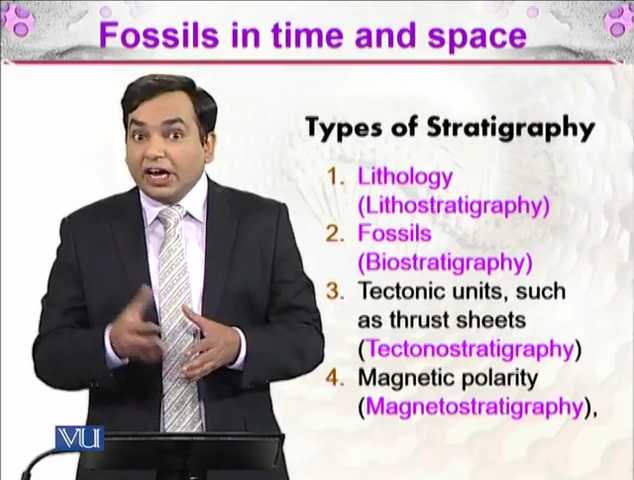 Fossils in time and space
Types of Stratigraphy
1. Lithology
(Lithostratigraphy)
2. Fossils
(Biostratigraphy)
3. Tectonic units, such
as thrust sheets
(Tectonostratigraphy)
4. Magnetic polarity
(Magnetostratigraphy),
VU